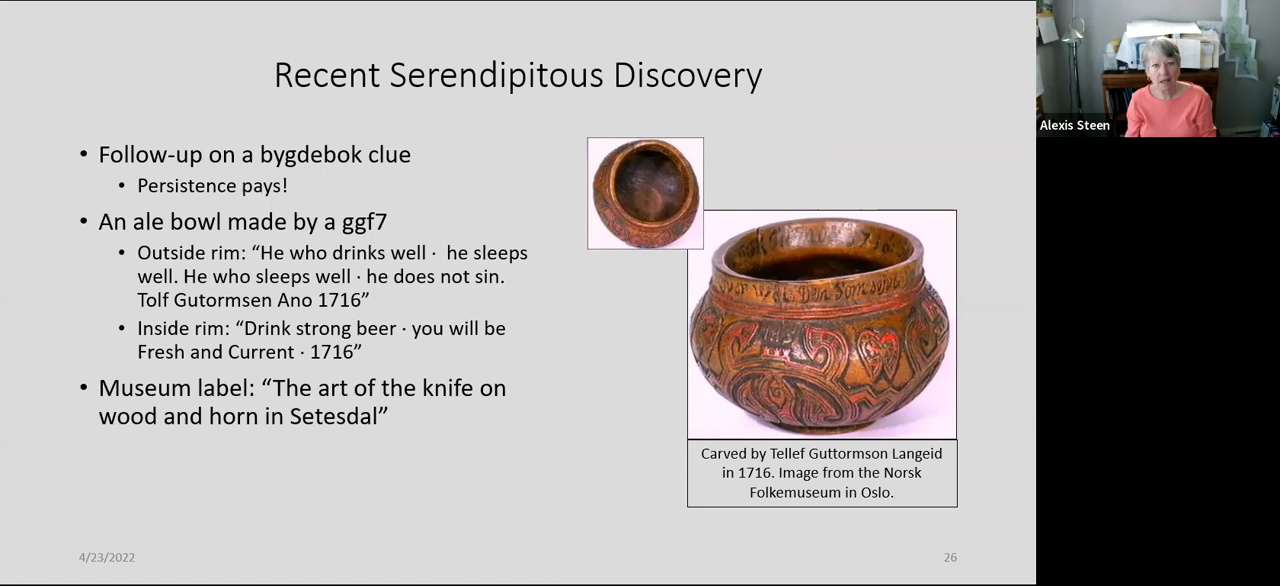 Recent Serendipitous Discovery
• Follow-up on a bygdebok clue
• Persistence pays!
• An ale bowl made by a ggf7
• Outside rim: “He who drinks well · he sleeps
well. He who sleeps well · he does not sin.
Tolf Gutormsen Ano 1716”
• Inside rim: “Drink strong beer · you will be
Fresh and Current · 1716”
• Museum label: “The art of the knife on
wood and horn in Setesdal”
Carved by Tellef Guttormson Langeid
in 1716. Image from the Norsk
Folkemuseum in Oslo.
4/23/2022
26
Alexis Steen